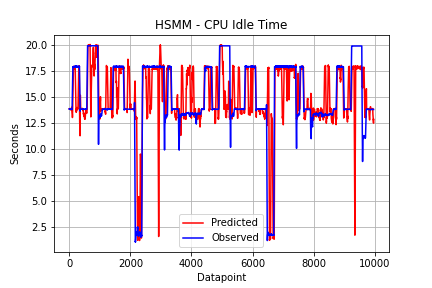 HSMM - CPU Idle Time
20.0
17.5
15.0
12.5
10.0
7.5
5.0
2.5
Seconds
Predicted
Observed
0 2000 4000 6000 8000 10000
Datapoint